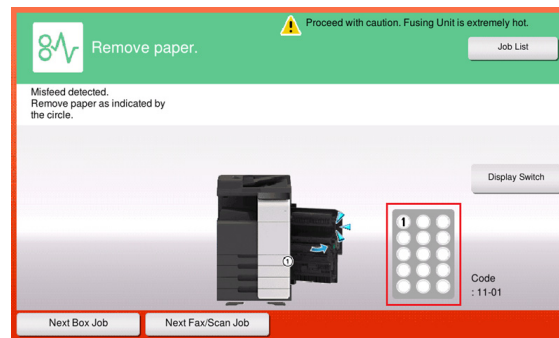 Proceed with caution. Fusing Unit is extremely hot.
Remove paper.
Job List
Misfeed detected.
Remove paper as indicated by
the circle.
Display Switch
1
1
Code
: 11-01
Next Box Job
Next Fax/Scan Job